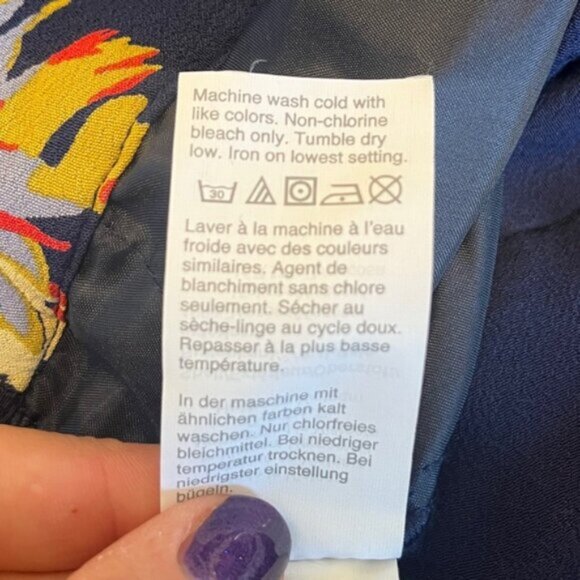 Machine wash cold with
like colors. Non-chlorine
bleach only. Tumble dry
low. Iron on lowest setting.
30
Laver à la machine à l'eau
froide avec des couleurs
similaires. Agent de
blanchiment sans chlore
seulement. Sécher au
sèche-linge au cycle doux.
Repasser à la plus basse
température.
In der maschine mit
ähnlichen farben kalt
waschen. Nur chlorfreies
bleichmittel. Bei niedriger
temperatur trocknen. Bei
niedrigster einstellung
bügeln.